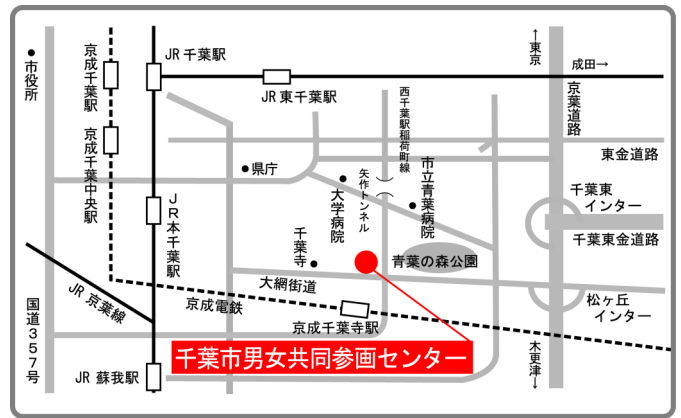 市役所
京成千葉駅
JR 千葉駅
JR 東千葉駅
西千葉駅稲荷町線
←東京
成田→
京葉道路
東金道路
京成千葉中央駅
県庁
大学病院
矢作トンネル
市立青葉病院
千葉東
インター
千葉東金道路
JR本千葉駅
千葉寺
青葉の森公園
大網街道
松ヶ丘
インター
JR 京葉線
京成電鉄
京成千葉寺駅
国道357号
千葉市男女共同参画センター
JR 蘇我駅
木更津→